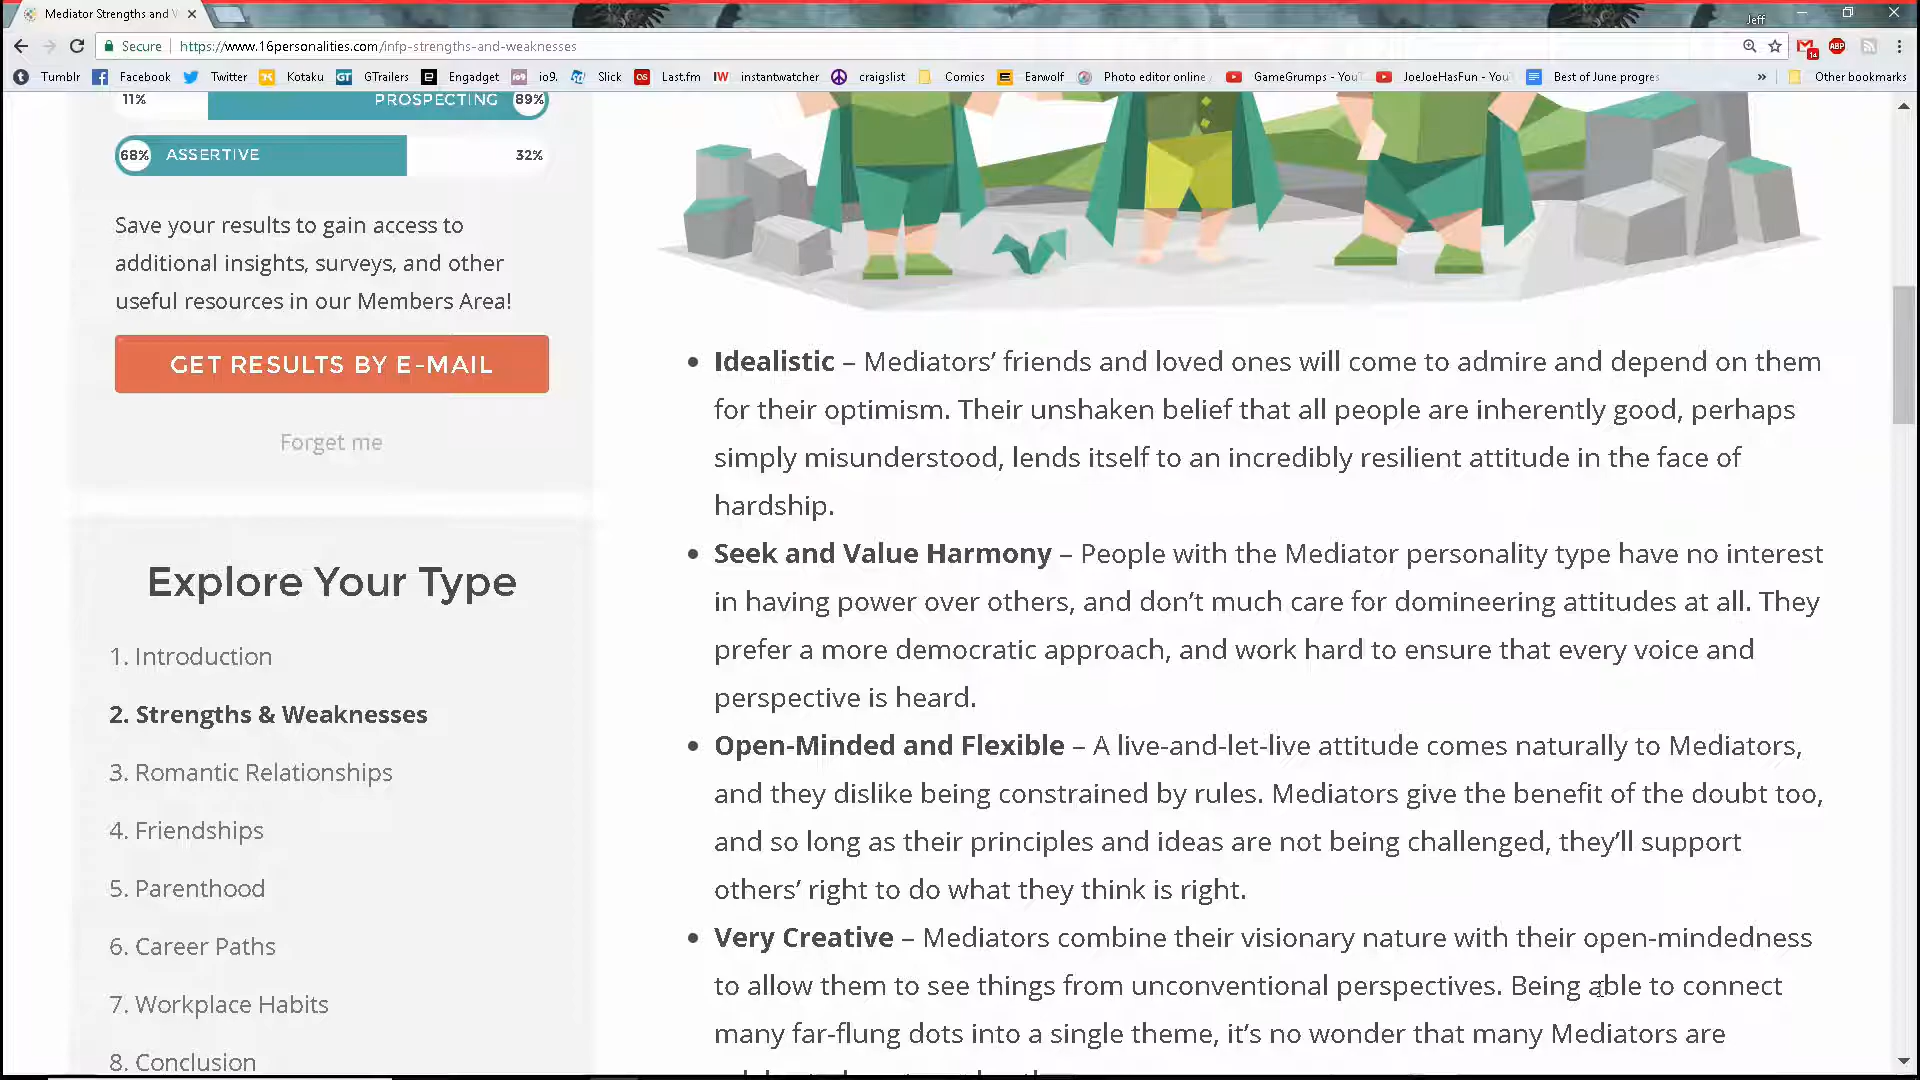 Mediator Strengths and
Jeff
Secure https://www.16personalities.com/infp-strengths-and-weaknesses
Tumblr Facebook Twitter Kotaku GTrailers Engadget io9. Slick Last.fm instantwatcher craigslist Comics Earwolf Photo editor online GameGrumps - You JoeJoeHasFun - You Best of June progres » Other bookmarks
11% PROSPECTING 89%
68% ASSERTIVE 32%
Save your results to gain access to
additional insights, surveys, and other
useful resources in our Members Area!
GET RESULTS BY E-MAIL
Forget me
Explore Your Type
1. Introduction
2. Strengths & Weaknesses
3. Romantic Relationships
4. Friendships
5. Parenthood
6. Career Paths
7. Workplace Habits
8. Conclusion
• Idealistic – Mediators’ friends and loved ones will come to admire and depend on them
for their optimism. Their unshaken belief that all people are inherently good, perhaps
simply misunderstood, lends itself to an incredibly resilient attitude in the face of
hardship.
• Seek and Value Harmony – People with the Mediator personality type have no interest
in having power over others, and don’t much care for domineering attitudes at all. They
prefer a more democratic approach, and work hard to ensure that every voice and
perspective is heard.
• Open-Minded and Flexible – A live-and-let-live attitude comes naturally to Mediators,
and they dislike being constrained by rules. Mediators give the benefit of the doubt too,
and so long as their principles and ideas are not being challenged, they’ll support
others’ right to do what they think is right.
• Very Creative – Mediators combine their visionary nature with their open-mindedness
to allow them to see things from unconventional perspectives. Being able to connect
many far-flung dots into a single theme, it’s no wonder that many Mediators are